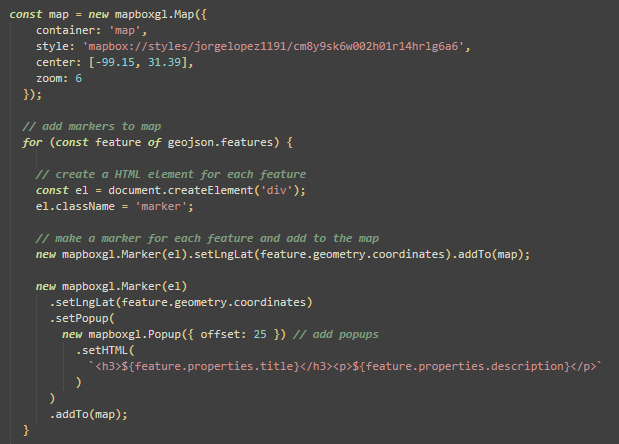 const map = new mapboxgl.Map({
    container: 'map',
    style: 'mapbox://styles/jorgelopez1191/cm8y9sk6w002h01r14hrlg6a6',
    center: [-99.15, 31.39],
    zoom: 6
  });

  // add markers to map
  for (const feature of geojson.features) {

    // create a HTML element for each feature
    const el = document.createElement('div');
    el.className = 'marker';

    // make a marker for each feature and add to the map
    new mapboxgl.Marker(el).setLngLat(feature.geometry.coordinates).addTo(map);

    new mapboxgl.Marker(el)
      .setLngLat(feature.geometry.coordinates)
      .setPopup(
        new mapboxgl.Popup({ offset: 25 }) // add popups
          .setHTML(
            `<h3>${feature.properties.title}</h3><p>${feature.properties.description}</p>`
          )
      )
      .addTo(map);
  }